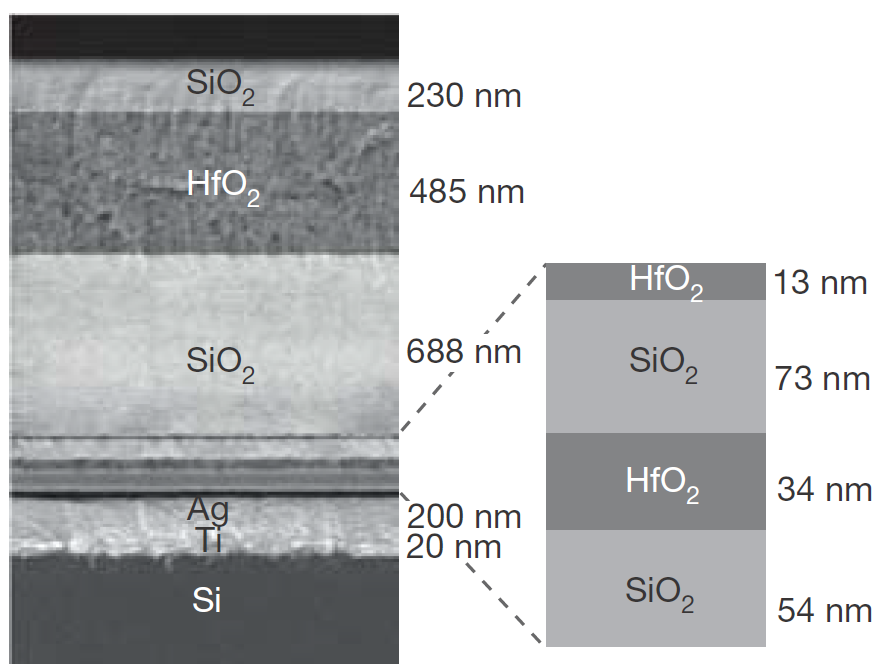 SiO₂ 230 nm
HfO₂ 485 nm
SiO₂ 688 nm
Ag 200 nm
Ti 20 nm
Si
HfO₂ 13 nm
SiO₂ 73 nm
HfO₂ 34 nm
SiO₂ 54 nm